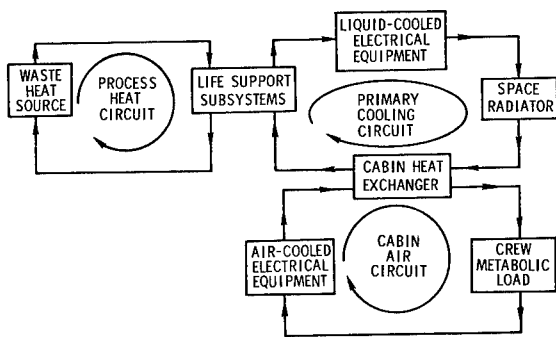 LIQUID-COOLED
ELECTRICAL
EQUIPMENT
WASTE
HEAT
SOURCE
PROCESS
HEAT
CIRCUIT
LIFE SUPPORT
SUBSYSTEMS
PRIMARY
COOLING
CIRCUIT
SPACE
RADIATOR
CABIN HEAT
EXCHANGER
AIR-COOLED
ELECTRICAL
EQUIPMENT
CABIN
AIR
CIRCUIT
CREW
METABOLIC
LOAD